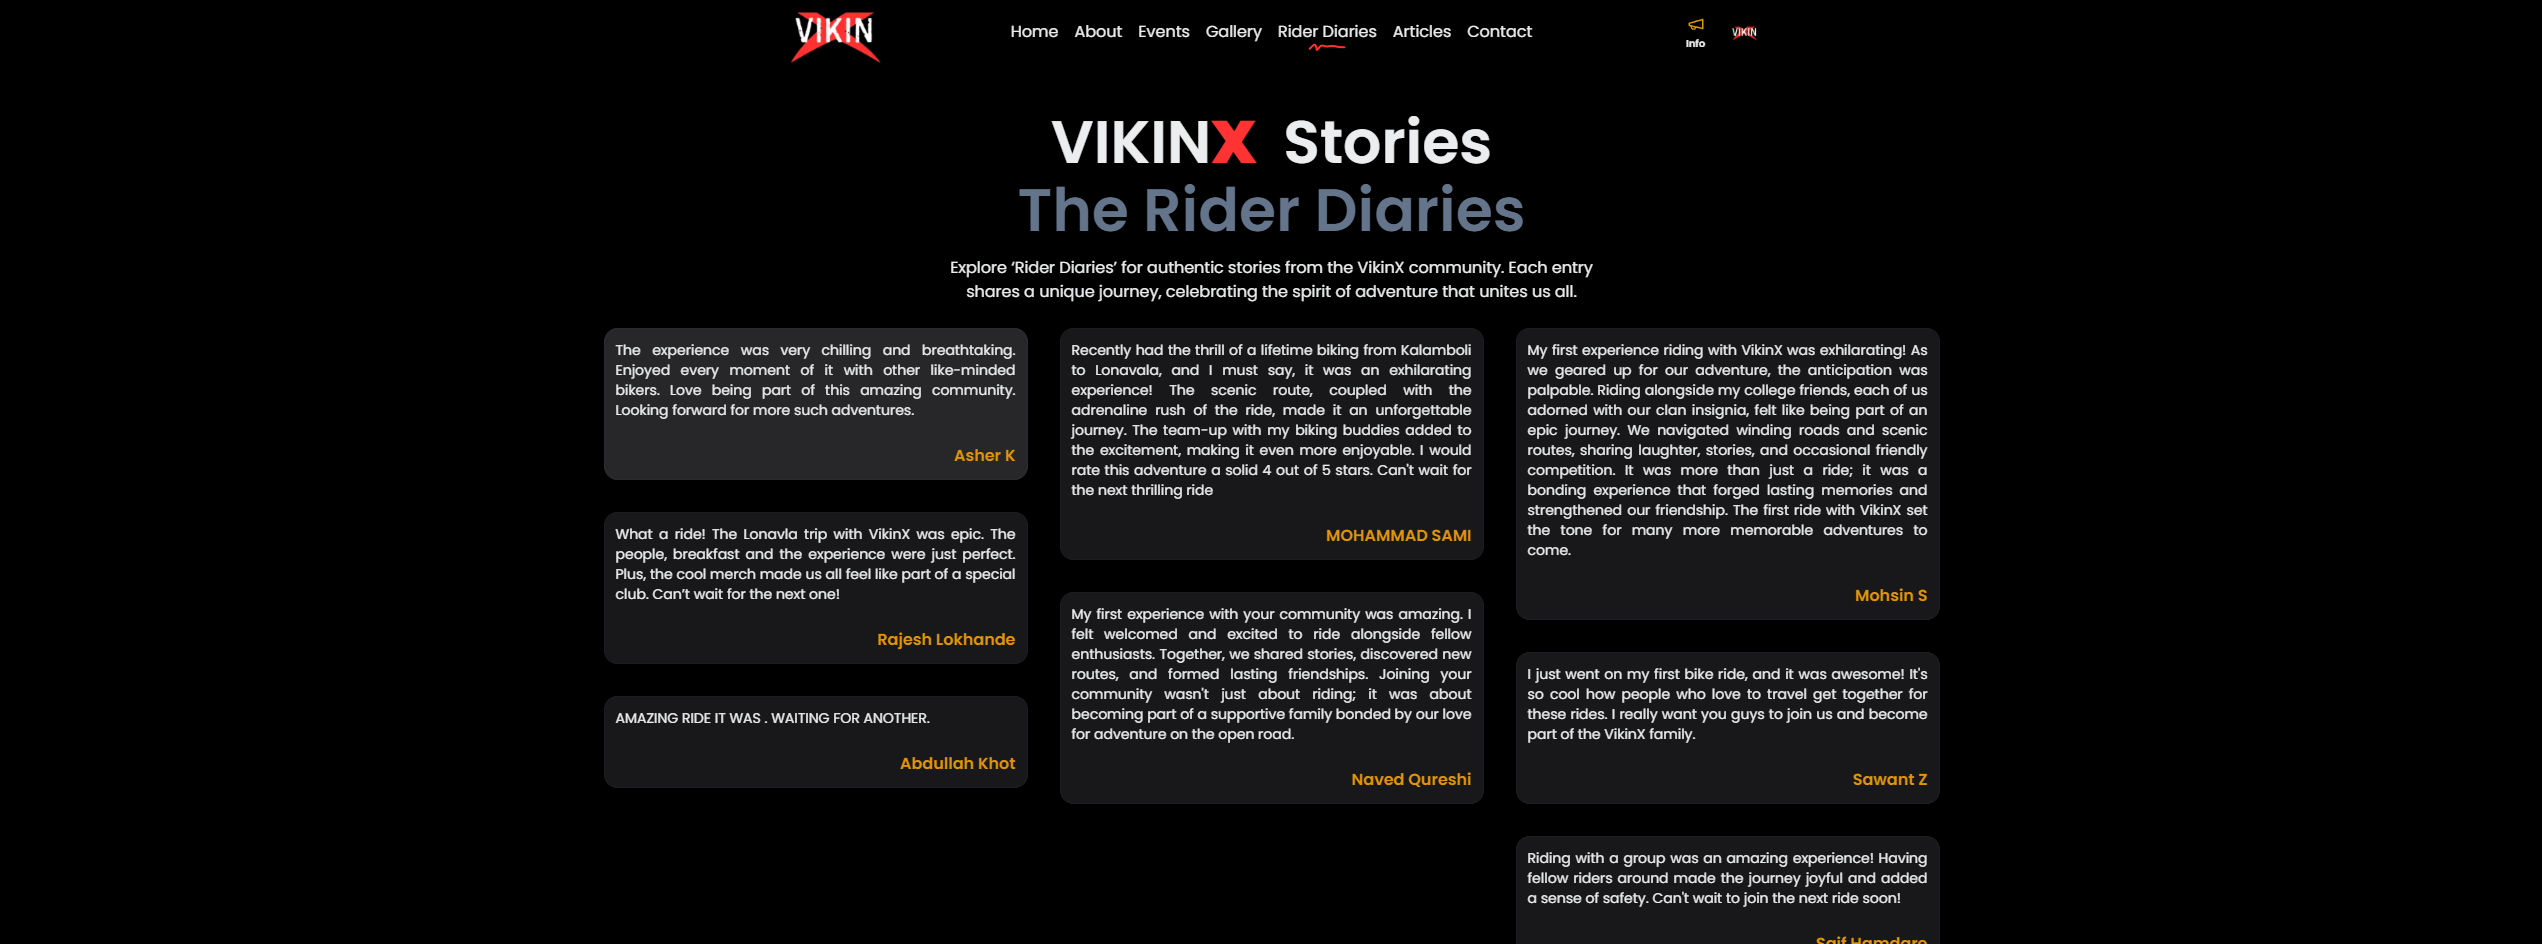 VIKIN
Home About Events Gallery Rider Diaries Articles Contact
Info
VIKIN
VIKINX Stories
The Rider Diaries
Explore ‘Rider Diaries’ for authentic stories from the VikinX community. Each entry
shares a unique journey, celebrating the spirit of adventure that unites us all.
The experience was very chilling and breathtaking.
Enjoyed every moment of it with other like-minded
bikers. Love being part of this amazing community.
Looking forward for more such adventures.
Asher K
What a ride! The Lonavla trip with VikinX was epic. The
people, breakfast and the experience were just perfect.
Plus, the cool merch made us all feel like part of a special
club. Can’t wait for the next one!
Rajesh Lokhande
AMAZING RIDE IT WAS . WAITING FOR ANOTHER.
Abdullah Khot
Recently had the thrill of a lifetime biking from Kalamboli
to Lonavala, and I must say, it was an exhilarating
experience! The scenic route, coupled with the
adrenaline rush of the ride, made it an unforgettable
journey. The team-up with my biking buddies added to
the excitement, making it even more enjoyable. I would
rate this adventure a solid 4 out of 5 stars. Can't wait for
the next thrilling ride
MOHAMMAD SAMI
My first experience with your community was amazing. I
felt welcomed and excited to ride alongside fellow
enthusiasts. Together, we shared stories, discovered new
routes, and formed lasting friendships. Joining your
community wasn't just about riding; it was about
becoming part of a supportive family bonded by our love
for adventure on the open road.
Naved Qureshi
My first experience riding with VikinX was exhilarating! As
we geared up for our adventure, the anticipation was
palpable. Riding alongside my college friends, each of us
adorned with our clan insignia, felt like being part of an
epic journey. We navigated winding roads and scenic
routes, sharing laughter, stories, and occasional friendly
competition. It was more than just a ride; it was a
bonding experience that forged lasting memories and
strengthened our friendship. The first ride with VikinX set
the tone for many more memorable adventures to
come.
Mohsin S
I just went on my first bike ride, and it was awesome! It's
so cool how people who love to travel get together for
these rides. I really want you guys to join us and become
part of the VikinX family.
Sawant Z
Riding with a group was an amazing experience! Having
fellow riders around made the journey joyful and added
a sense of safety. Can't wait to join the next ride soon!
Saif Hamdare